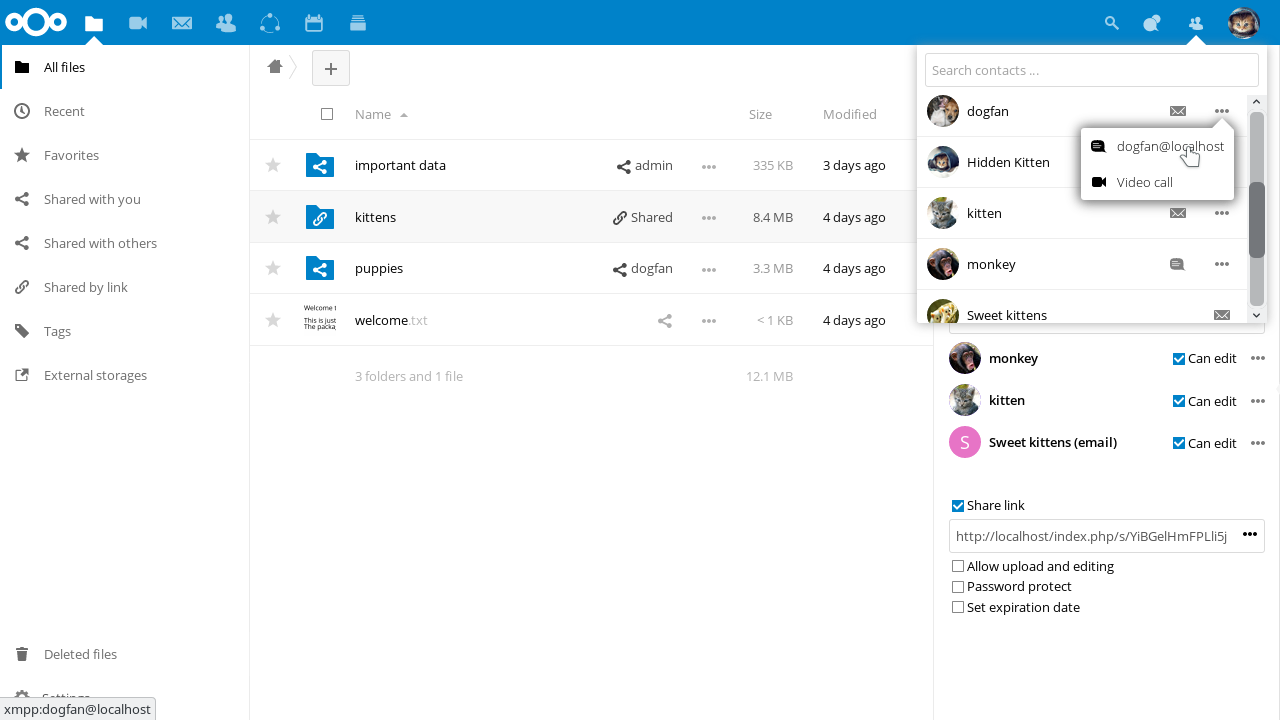 All files
Recent
Favorites
Shared with you
Shared with others
Shared by link
Tags
External storages
Deleted files
Settings
xmpp:dogfan@localhost
+
Name Size Modified
important data admin 335 KB 3 days ago
kittens Shared 8.4 MB 4 days ago
puppies dogfan 3.3 MB 4 days ago
Welcome t
This is just
The packa
welcome.txt < 1 KB 4 days ago
3 folders and 1 file 12.1 MB
Search contacts ...
dogfan
dogfan@localhost
Video call
Hidden Kitten
kitten
monkey
Sweet kittens
monkey Can edit
kitten Can edit
S Sweet kittens (email) Can edit
Share link
http://localhost/index.php/s/YiBGelHmFPLli5j
Allow upload and editing
Password protect
Set expiration date